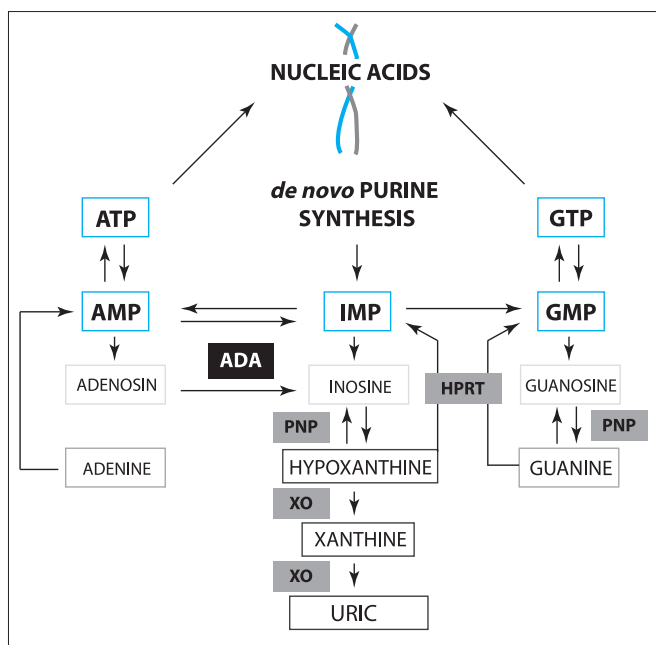 NUCLEIC ACIDS
de novo PURINE
SYNTHESIS
ATP
GTP
AMP
IMP
GMP
ADA
ADENOSIN
INOSINE
HPRT
GUANOSINE
PNP
PNP
ADENINE
HYPOXANTHINE
GUANINE
XO
XANTHINE
XO
URIC